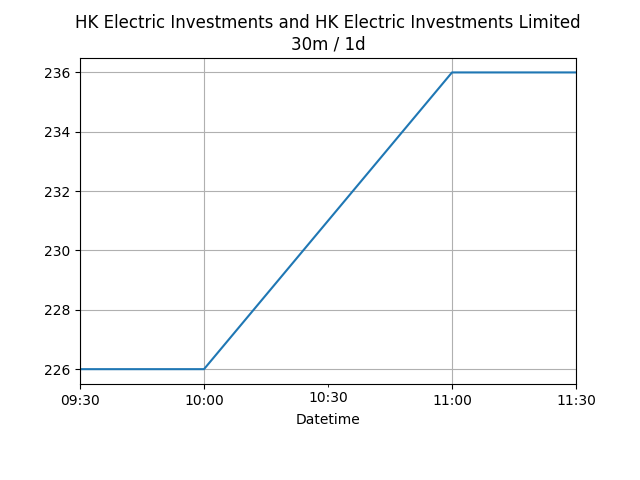 HK Electric Investments and HK Electric Investments Limited
30m / 1d
236
234
232
230
228
226
09:30 10:00 10:30 11:00 11:30
Datetime